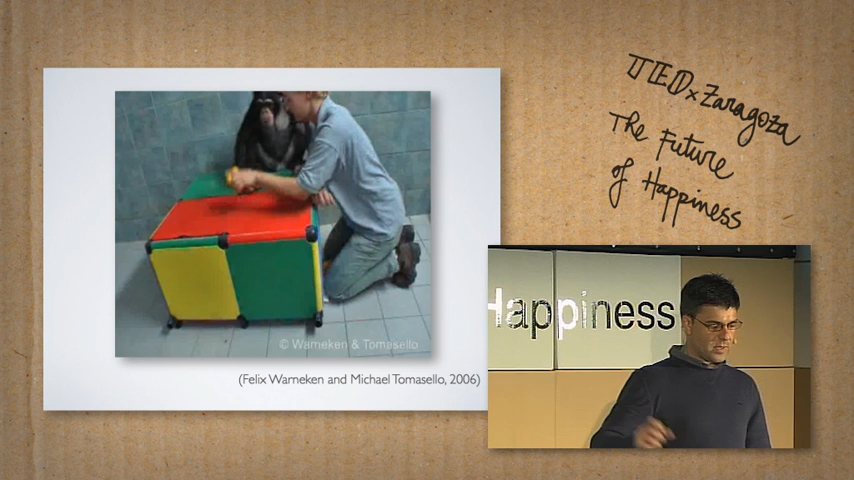 TEDxZaragoza
The Future
of Happiness
© Warneken & Tomasello
(Felix Warneken and Michael Tomasello, 2006)
Happiness